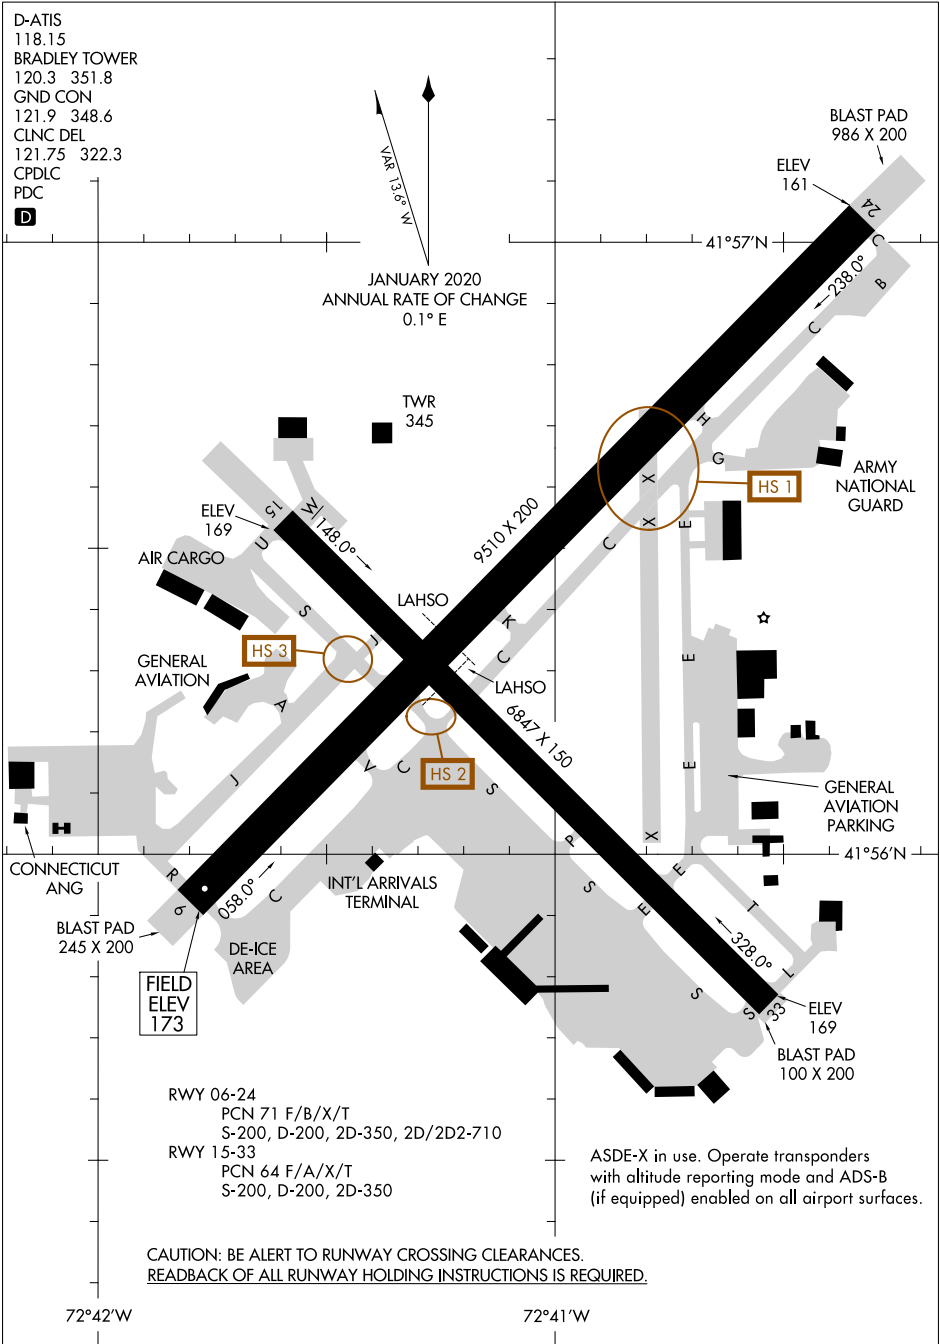 D-ATIS
118.15
BRADLEY TOWER
120.3 351.8
GND CON
121.9 348.6
CLNC DEL
121.75 322.3
CPDLC
PDC
D
VAR 13.6° W
JANUARY 2020
ANNUAL RATE OF CHANGE
0.1° E
BLAST PAD
986 X 200
ELEV
161
24
41°57'N
C
238.0°
B
C
TWR
345
H
G
HS 1
ARMY
NATIONAL
GUARD
X
X
E
C
9510 X 200
15
W
ELEV
169
148.0°
U
AIR CARGO
S
LAHSO
K
J
C
HS 3
E
GENERAL
AVIATION
LAHSO
A
6847 X 150
V
C
HS 2
S
E
J
GENERAL
AVIATION
PARKING
X
P
41°56'N
CONNECTICUT
ANG
R
6
058.0°
C
INT'L ARRIVALS
TERMINAL
S
E
E
T
BLAST PAD
245 X 200
DE-ICE
AREA
328.0°
L
S
S
33
FIELD
ELEV
173
ELEV
169
BLAST PAD
100 X 200
RWY 06-24
PCN 71 F/B/X/T
S-200, D-200, 2D-350, 2D/2D2-710
RWY 15-33
PCN 64 F/A/X/T
S-200, D-200, 2D-350
ASDE-X in use. Operate transponders
with altitude reporting mode and ADS-B
(if equipped) enabled on all airport surfaces.
CAUTION: BE ALERT TO RUNWAY CROSSING CLEARANCES.
READBACK OF ALL RUNWAY HOLDING INSTRUCTIONS IS REQUIRED.
72°42'W
72°41'W